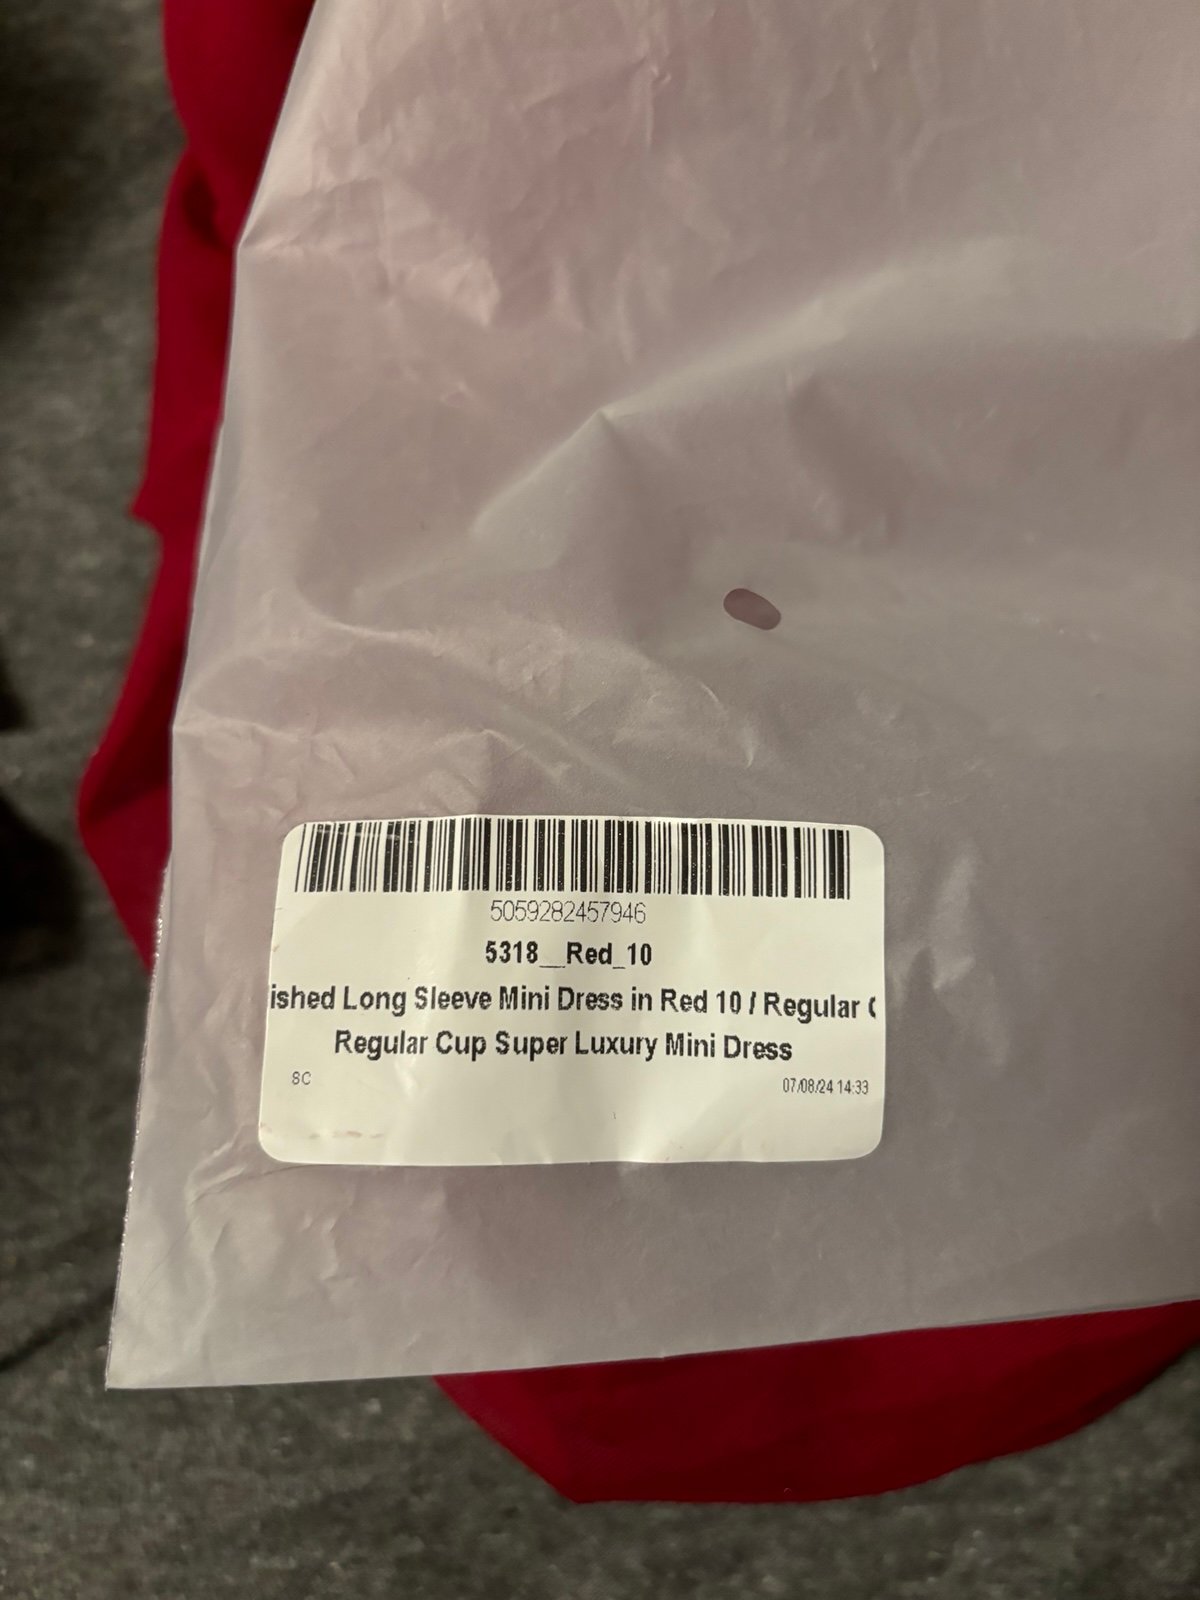 5059282457946
5318__Red_10
ished Long Sleeve Mini Dress in Red 10 / Regular C
Regular Cup Super Luxury Mini Dress
8C
07/08/24 14:33